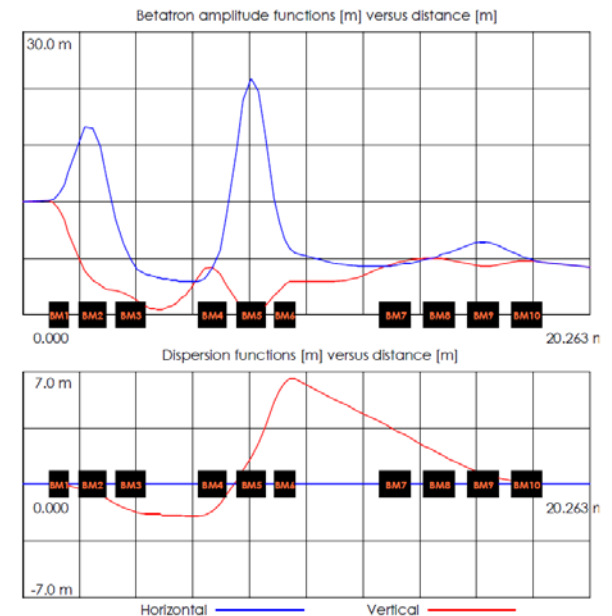 Betatron amplitude functions [m] versus distance [m]
30.0 m
BM1 BM2 BM3 BM4 BM5 BM6 BM7 BM8 BM9 BM10
0.000 20.263 m
Dispersion functions [m] versus distance [m]
7.0 m
BM1 BM2 BM3 BM4 BM5 BM6 BM7 BM8 BM9 BM10
0.000 20.263 m
-7.0 m
Horizontal Vertical